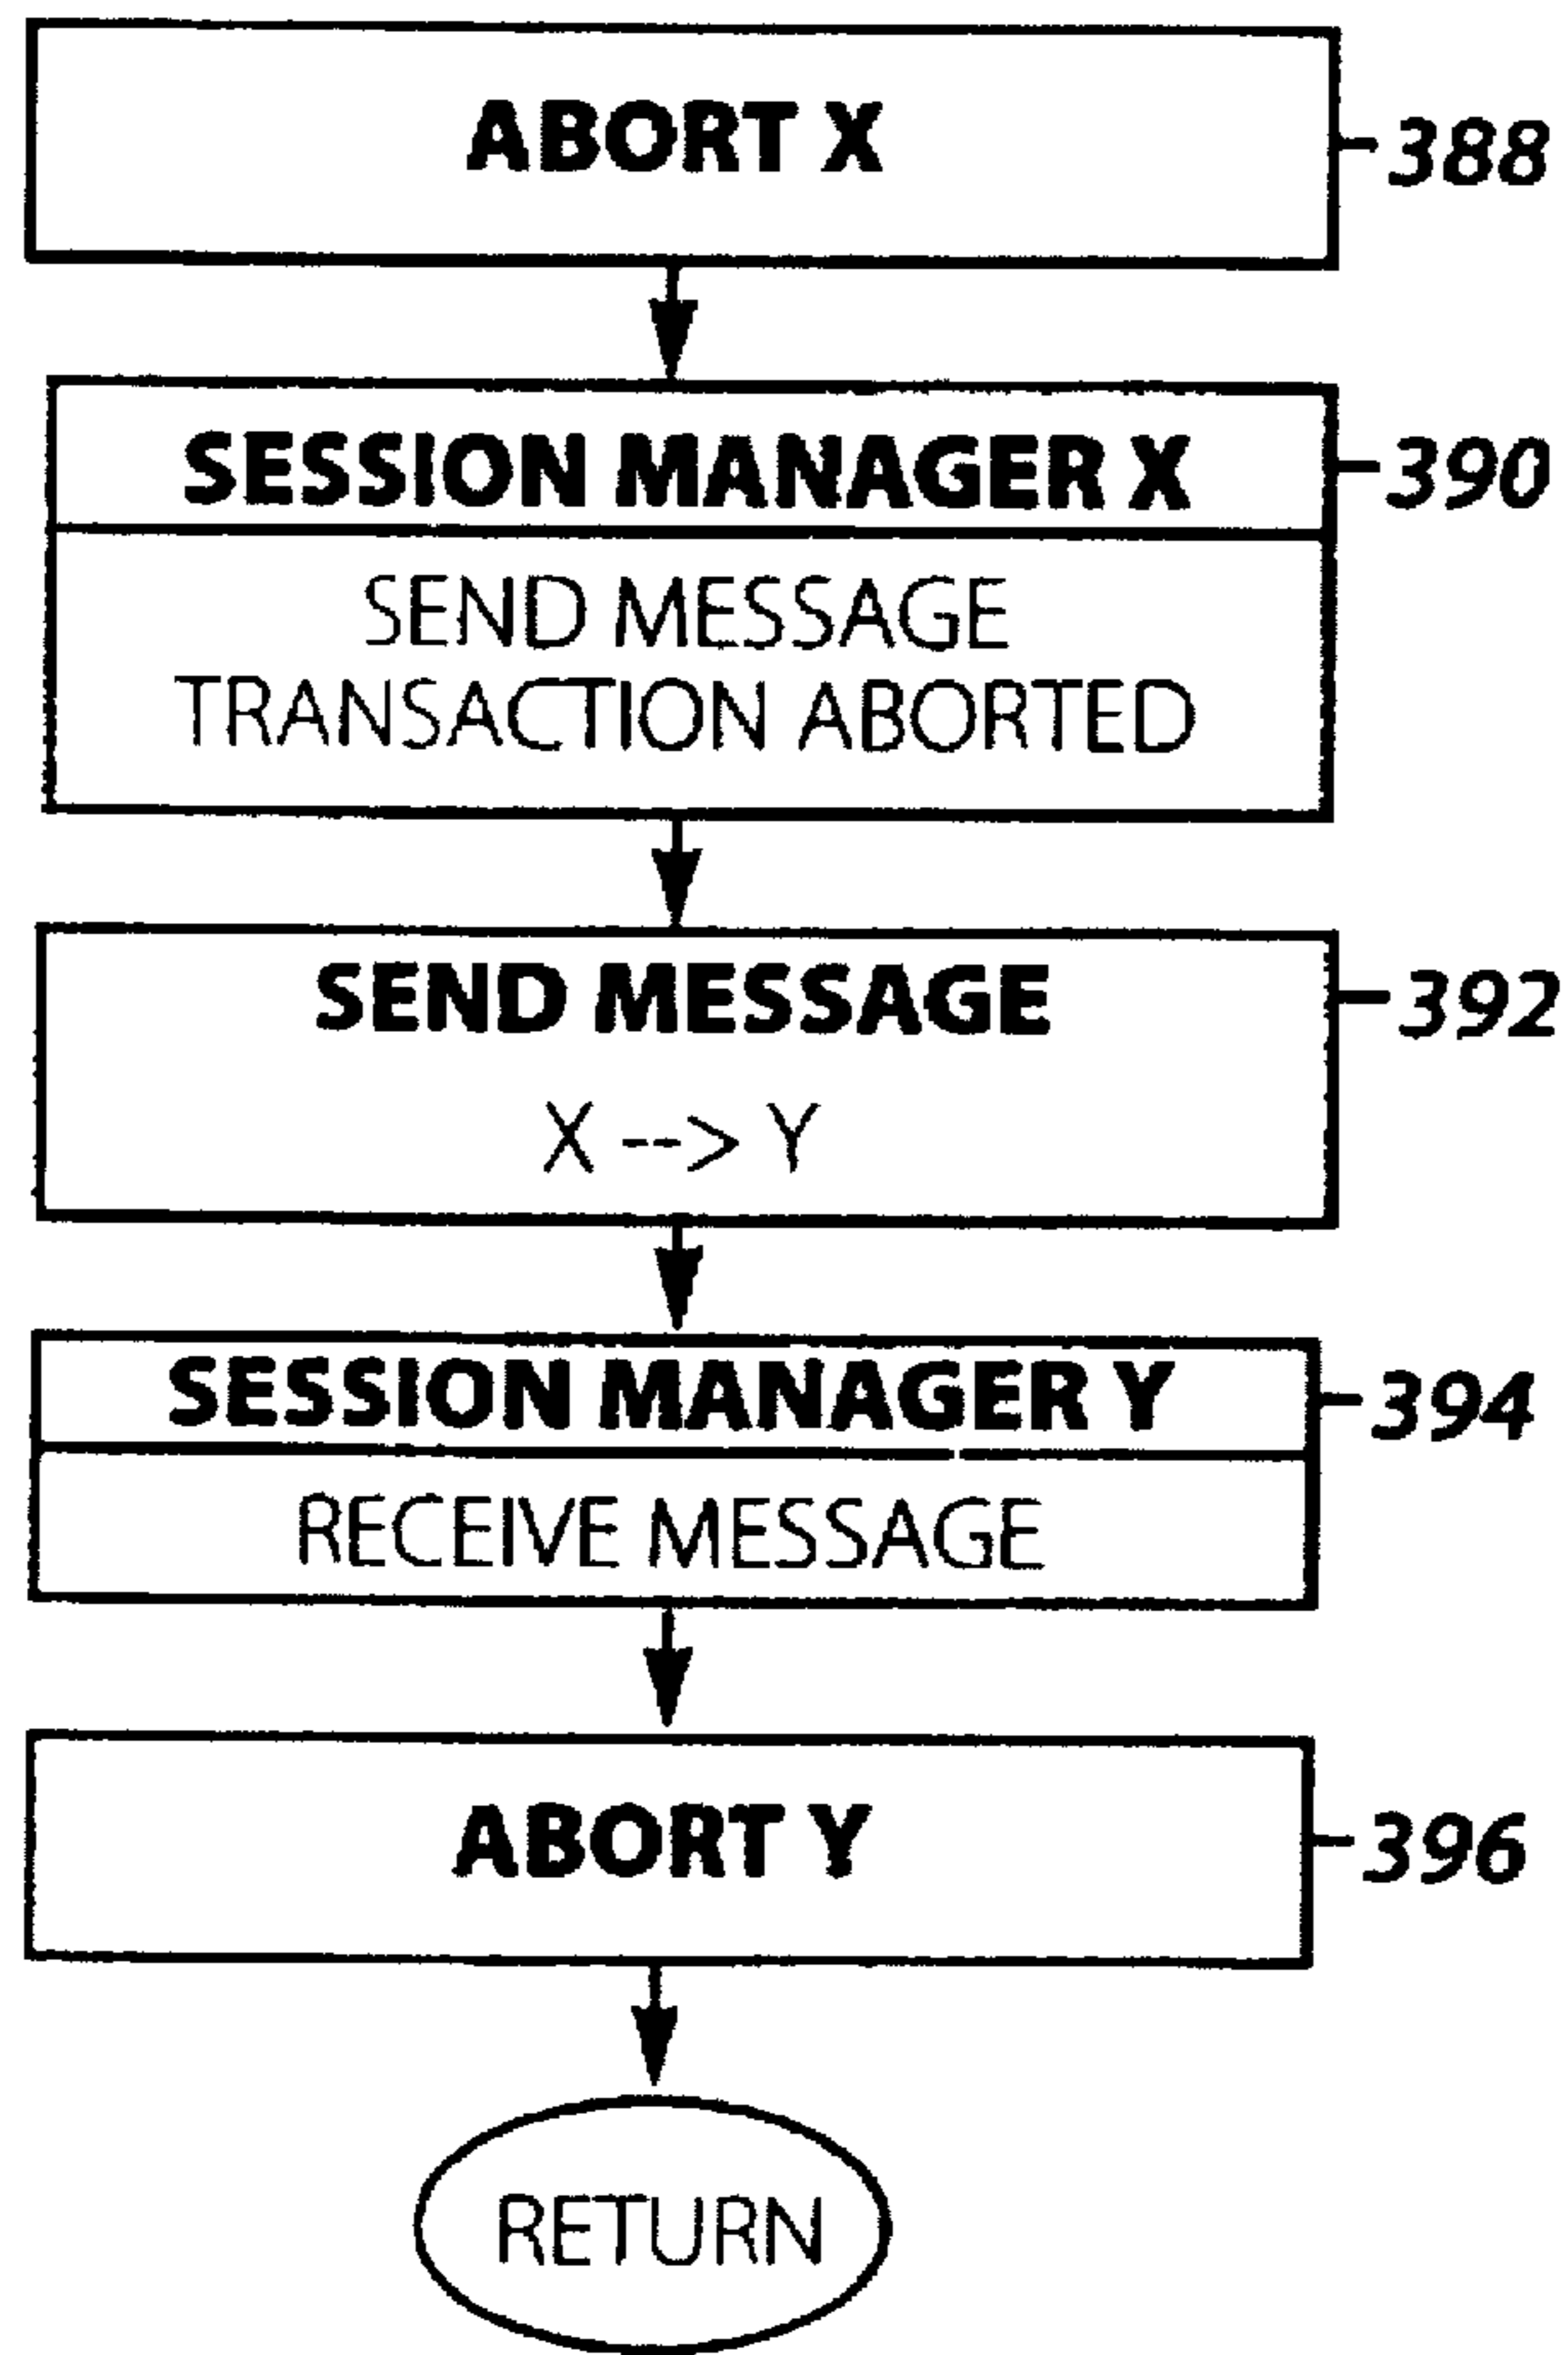 ABORT X
388
SESSION MANAGER X
390
SEND MESSAGE
TRANSACTION ABORTED
SEND MESSAGE
392
X --> Y
SESSION MANAGER Y
394
RECEIVE MESSAGE
ABORT Y
396
RETURN